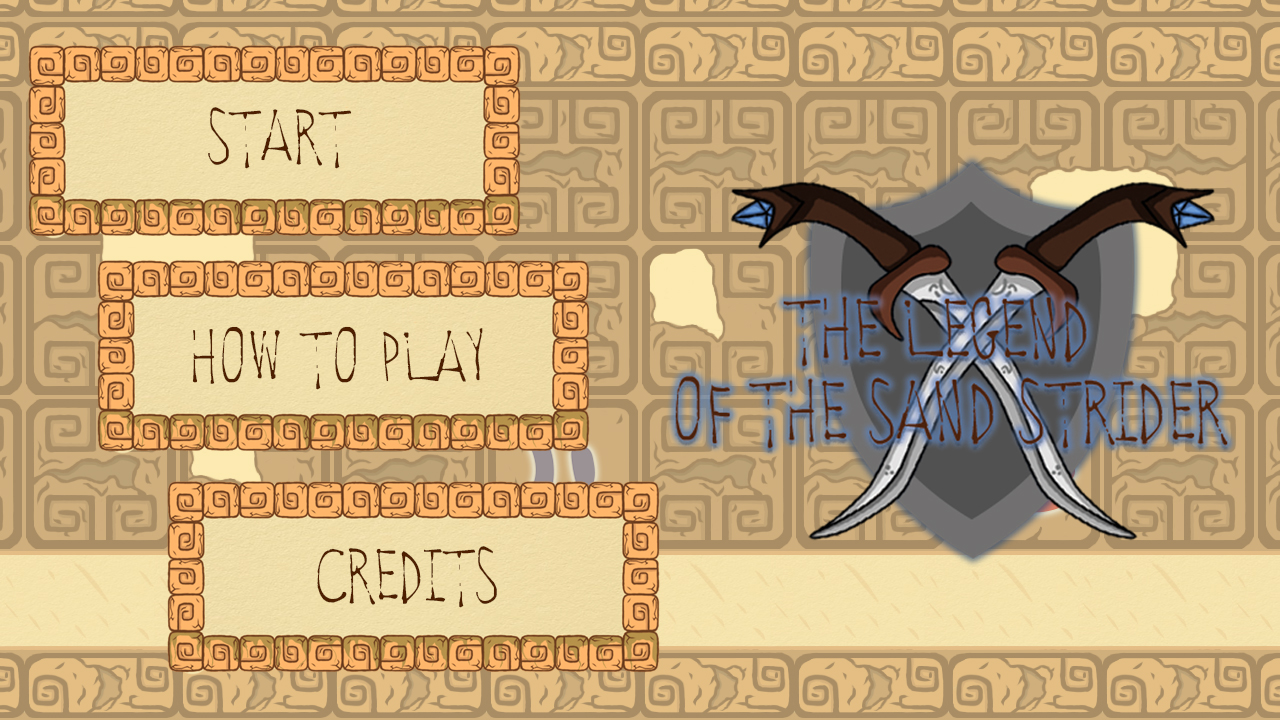 START
HOW TO PLAY
CREDITS
THE LEGEND
OF THE SAND STRIDER